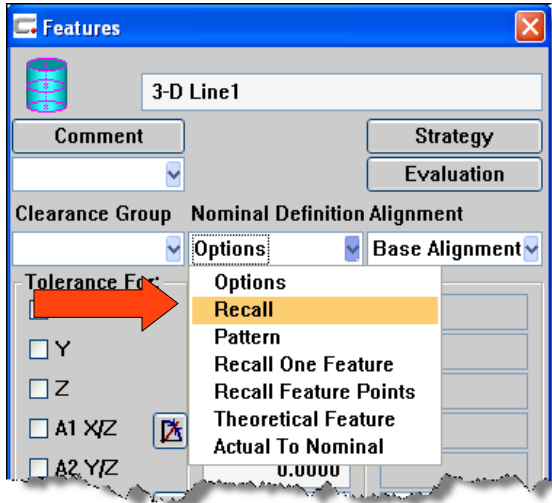 Features
3-D Line1
Comment
Strategy
Evaluation
Clearance Group Nominal Definition Alignment
Options Base Alignment
Tolerance For:
Options
Recall
Pattern
Recall One Feature
Recall Feature Points
Theoretical Feature
Actual To Nominal
Y
Z
A1 X/Z
A2 Y/Z
0.0000